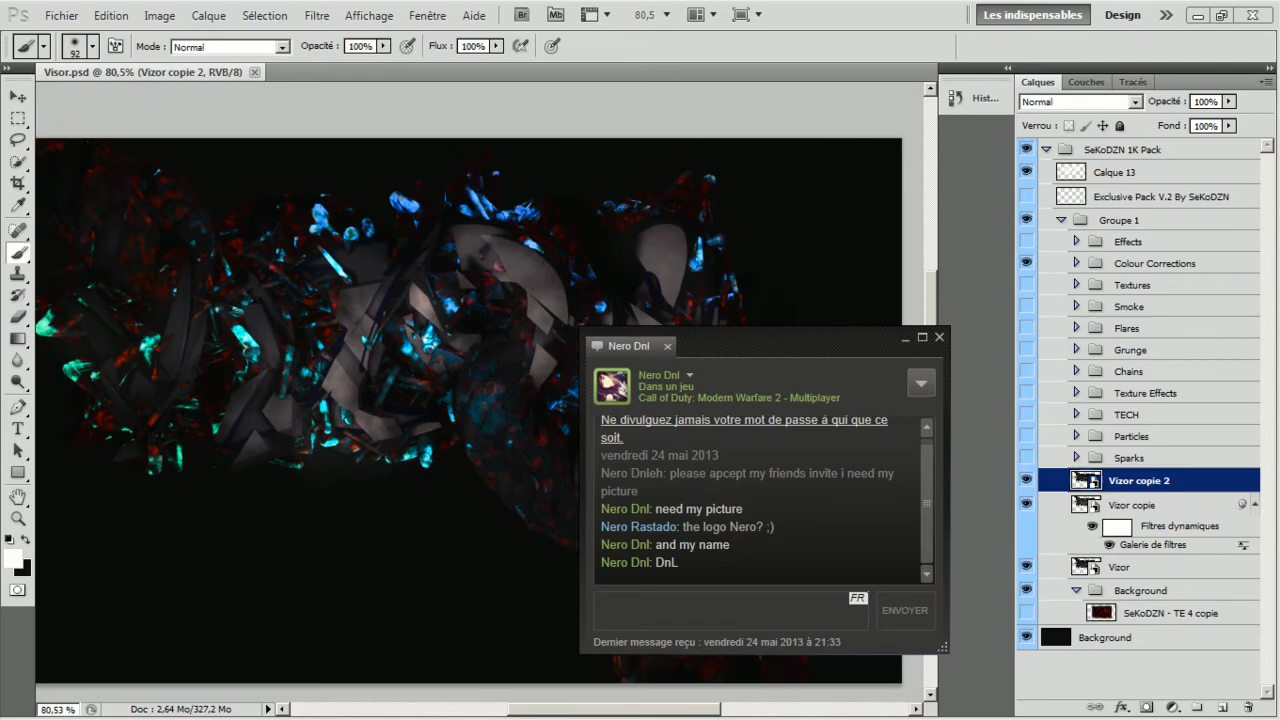 Ps Fichier Edition Image Calque Sélection Filtres Affichage Fenêtre Aide Br Mb 80,5 Les indispensables Design
92 Mode : Normal Opacité : 100% Flux : 100%
Visor.psd @ 80,5% (Vizor copie 2, RVB/8)
Hist...
Calques Couches Tracés
Normal Opacité : 100%
Verrou : Fond : 100%
SeKoDZN 1K Pack
Calque 13
Exclusive Pack V.2 By SeKoDZN
Groupe 1
Effects
Colour Corrections
Textures
Smoke
Flares
Grunge
Chains
Texture Effects
TECH
Particles
Sparks
Vizor copie 2
Vizor copie
Filtres dynamiques
Galerie de filtres
Vizor
Background
SeKoDZN - TE 4 copie
Background
Nero Dnl
Nero Dnl
Dans un jeu
Call of Duty: Modern Warfare 2 - Multiplayer
Ne divulguez jamais votre mot de passe á qui que ce
soit.
vendredi 24 mai 2013
Nero Dnleh: please apcept my friends invite i need my
picture
Nero Dnl: need my picture
Nero Rastado: the logo Nero? ;)
Nero Dnl: and my name
Nero Dnl: DnL
FR
ENVOYER
Dernier message reçu : vendredi 24 mai 2013 à 21:33
80,53 % Doc : 2,64 Mo/327,2 Mo